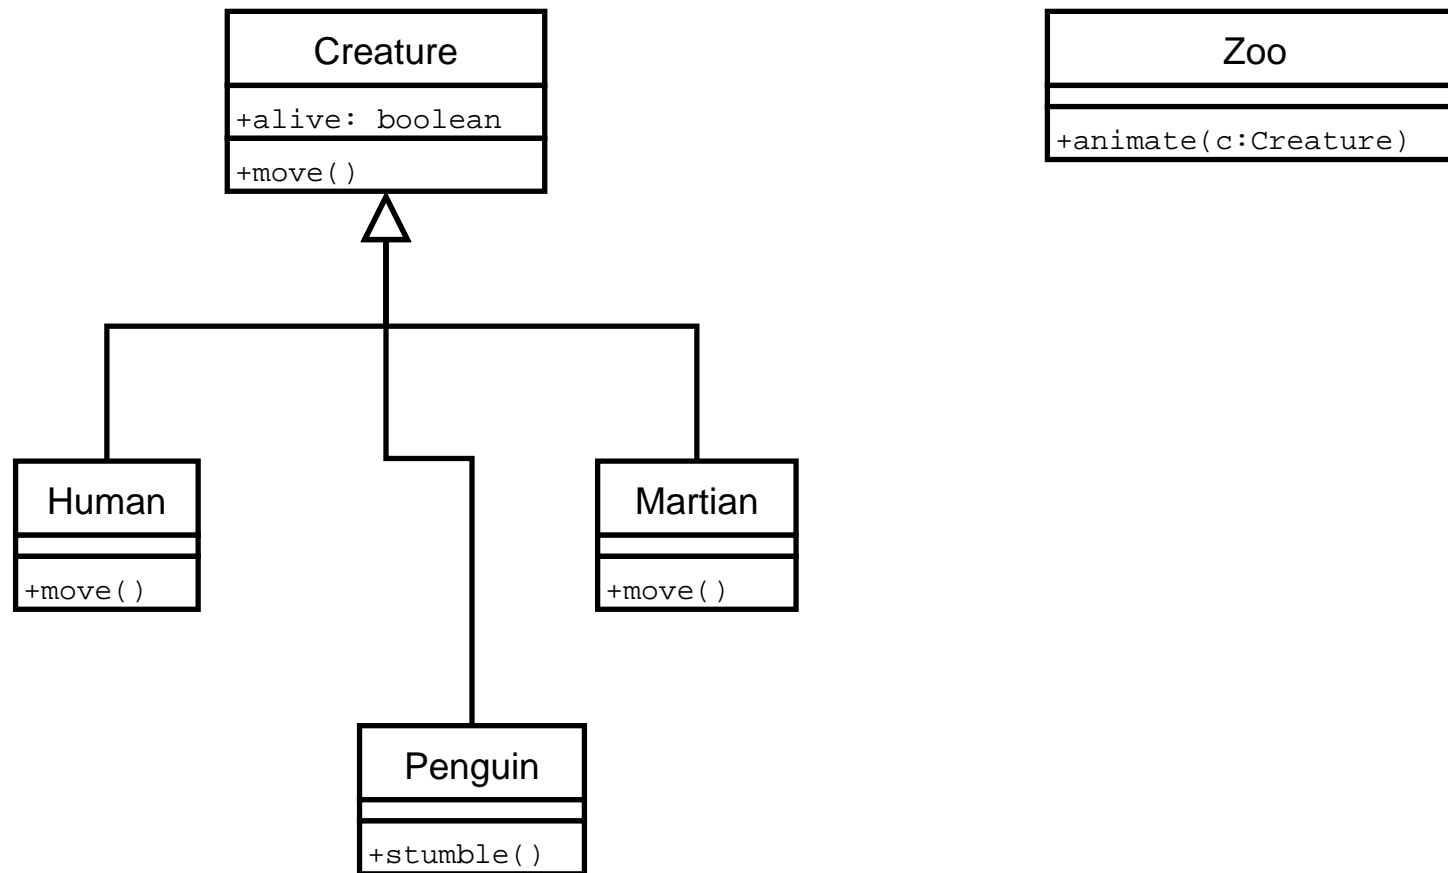 Creature
+alive: boolean
+move()
Zoo
+animate(c:Creature)
Human
+move()
Martian
+move()
Penguin
+stumble()